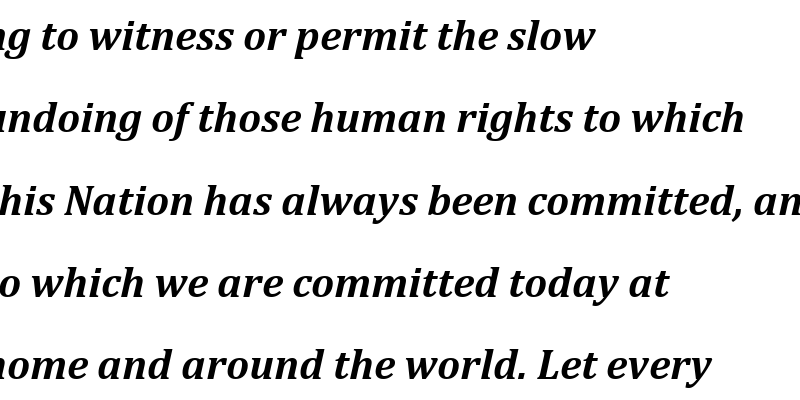 ng to witness or permit the slow
undoing of those human rights to which
his Nation has always been committed, an
o which we are committed today at
home and around the world. Let every